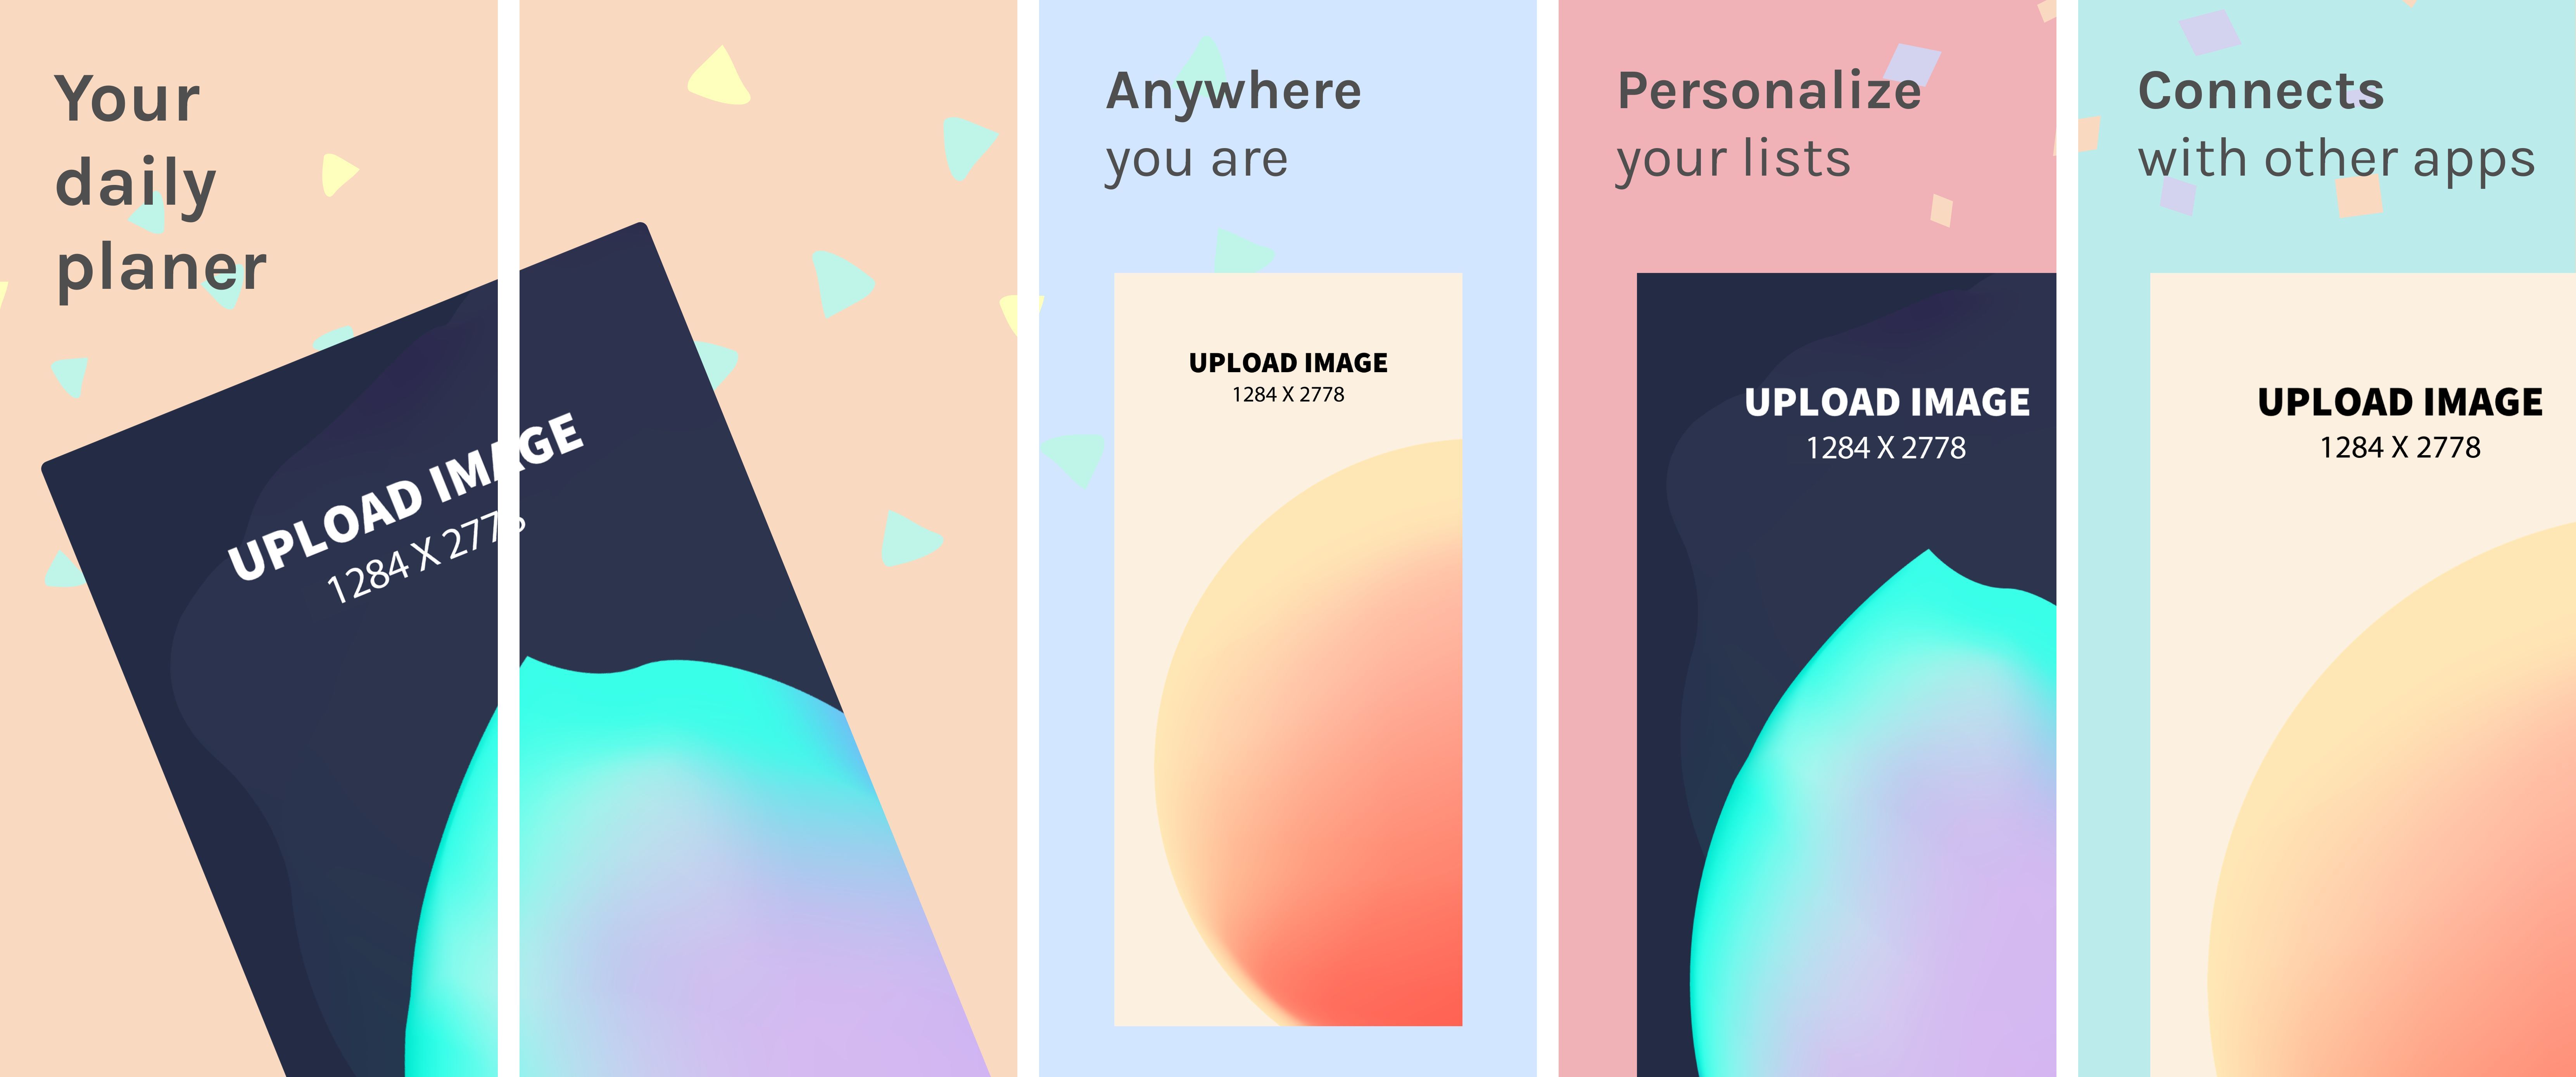 Your
daily
planer
UPLOAD IMAGE
1284 X 2778
Anywhere
you are
UPLOAD IMAGE
1284 X 2778
Personalize
your lists
UPLOAD IMAGE
1284 X 2778
Connects
with other apps
UPLOAD IMAGE
1284 X 2778